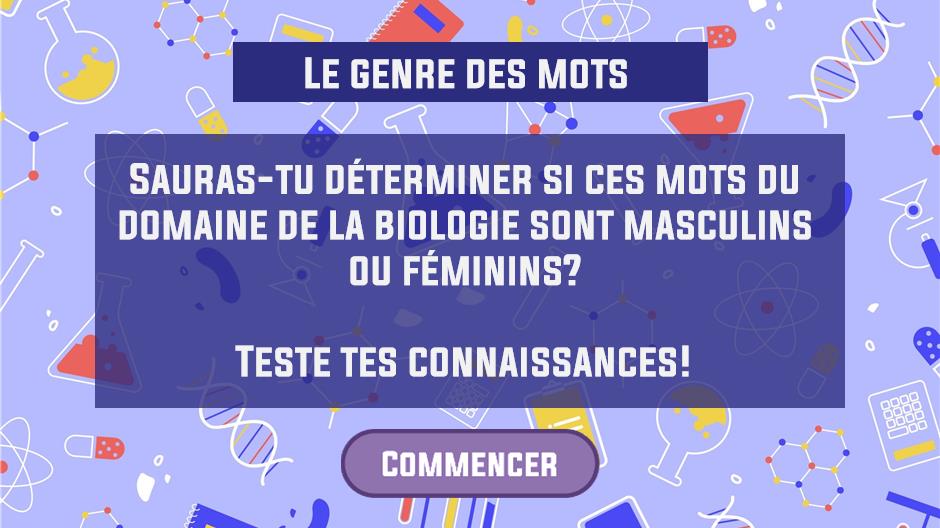 Le genre des mots
Sauras-tu déterminer si ces mots du
domaine de la biologie sont masculins
ou féminins?
Teste tes connaissances!
Commencer